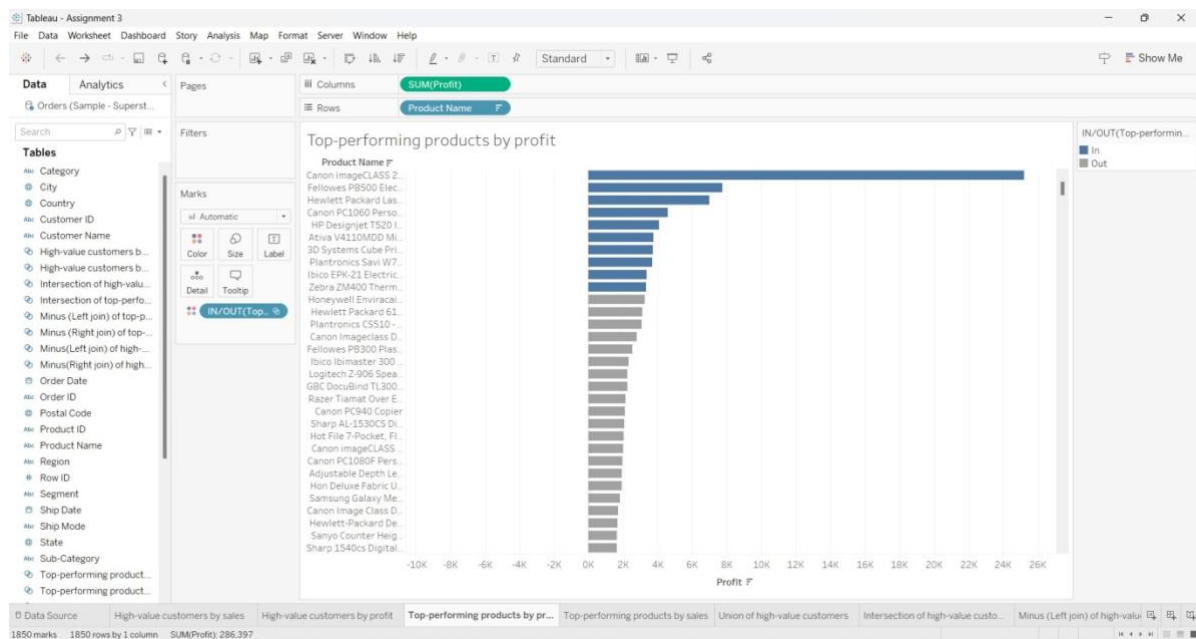 Tableau - Assignment 3
File Data Worksheet Dashboard Story Analysis Map Format Server Window Help
Standard
Show Me
Data
Analytics
Orders (Sample - Superst...
Search
Tables
Abc Category
City
Country
Abc Customer ID
Abc Customer Name
High-value customers b...
High-value customers b...
Intersection of high-valu...
Intersection of top-perfo...
Minus (Left join) of top-p...
Minus (Right join) of top-...
Minus(Left join) of high-...
Minus(Right join) of high...
Order Date
Abc Order ID
Postal Code
Abc Product ID
Abc Product Name
Abc Region
# Row ID
Abc Segment
Ship Date
Abc Ship Mode
State
Abc Sub-Category
Top-performing product...
Top-performing product...
Pages
Filters
Marks
Automatic
Color
Size
Label
Detail
Tooltip
IN/OUT(Top..
Columns
SUM(Profit)
Rows
Product Name
Top-performing products by profit
Product Name
Canon imageCLASS 2..
Fellowes PB500 Elec..
Hewlett Packard Las..
Canon PC1060 Perso..
HP Designjet T520 I..
Ativa V4110MDD Mi..
3D Systems Cube Pri..
Plantronics Savi W7..
Ibico EPK-21 Electric..
Zebra ZM400 Therm..
Honeywell Enviracai..
Hewlett Packard 61..
Plantronics CS510 -..
Canon Imageclass D..
Fellowes PB300 Plas..
Ibico Ibimaster 300 ..
Logitech Z-906 Spea..
GBC DocuBind TL300..
Razer Tiamat Over E..
Canon PC940 Copier
Sharp AL-1530CS Di..
Hot File 7-Pocket, Fl..
Canon imageCLASS ..
Canon PC1080F Pers..
Adjustable Depth Le..
Hon Deluxe Fabric U..
Samsung Galaxy Me..
Canon Image Class D..
Hewlett-Packard De..
Sanyo Counter Heig..
Sharp 1540cs Digital..
-10K -8K -6K -4K -2K 0K 2K 4K 6K 8K 10K 12K 14K 16K 18K 20K 22K 24K 26K
Profit
IN/OUT(Top-performin...
In
Out
Data Source
High-value customers by sales
High-value customers by profit
Top-performing products by pr...
Top-performing products by sales
Union of high-value customers
Intersection of high-value custo...
Minus (Left join) of high-valu
1850 marks 1850 rows by 1 column SUM(Profit): 286,397